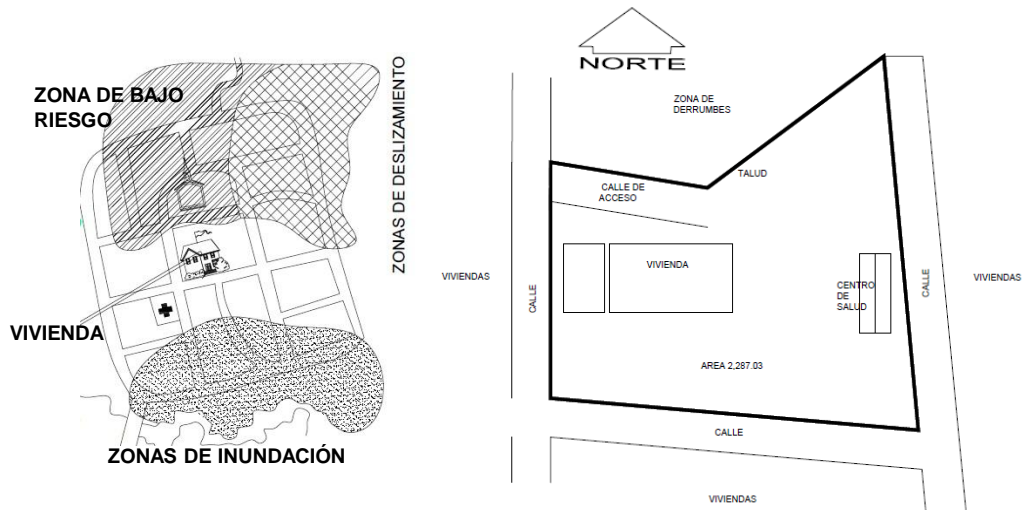 ZONA DE BAJO
RIESGO
ZONAS DE DESLIZAMIENTO
VIVIENDA
ZONAS DE INUNDACIÓN
NORTE
ZONA DE
DERRUMBES
TALUD
CALLE DE
ACCESO
VIVIENDAS
CALLE
VIVIENDA
CENTRO
DE
SALUD
CALLE
VIVIENDAS
AREA 2,287.03
CALLE
VIVIENDAS